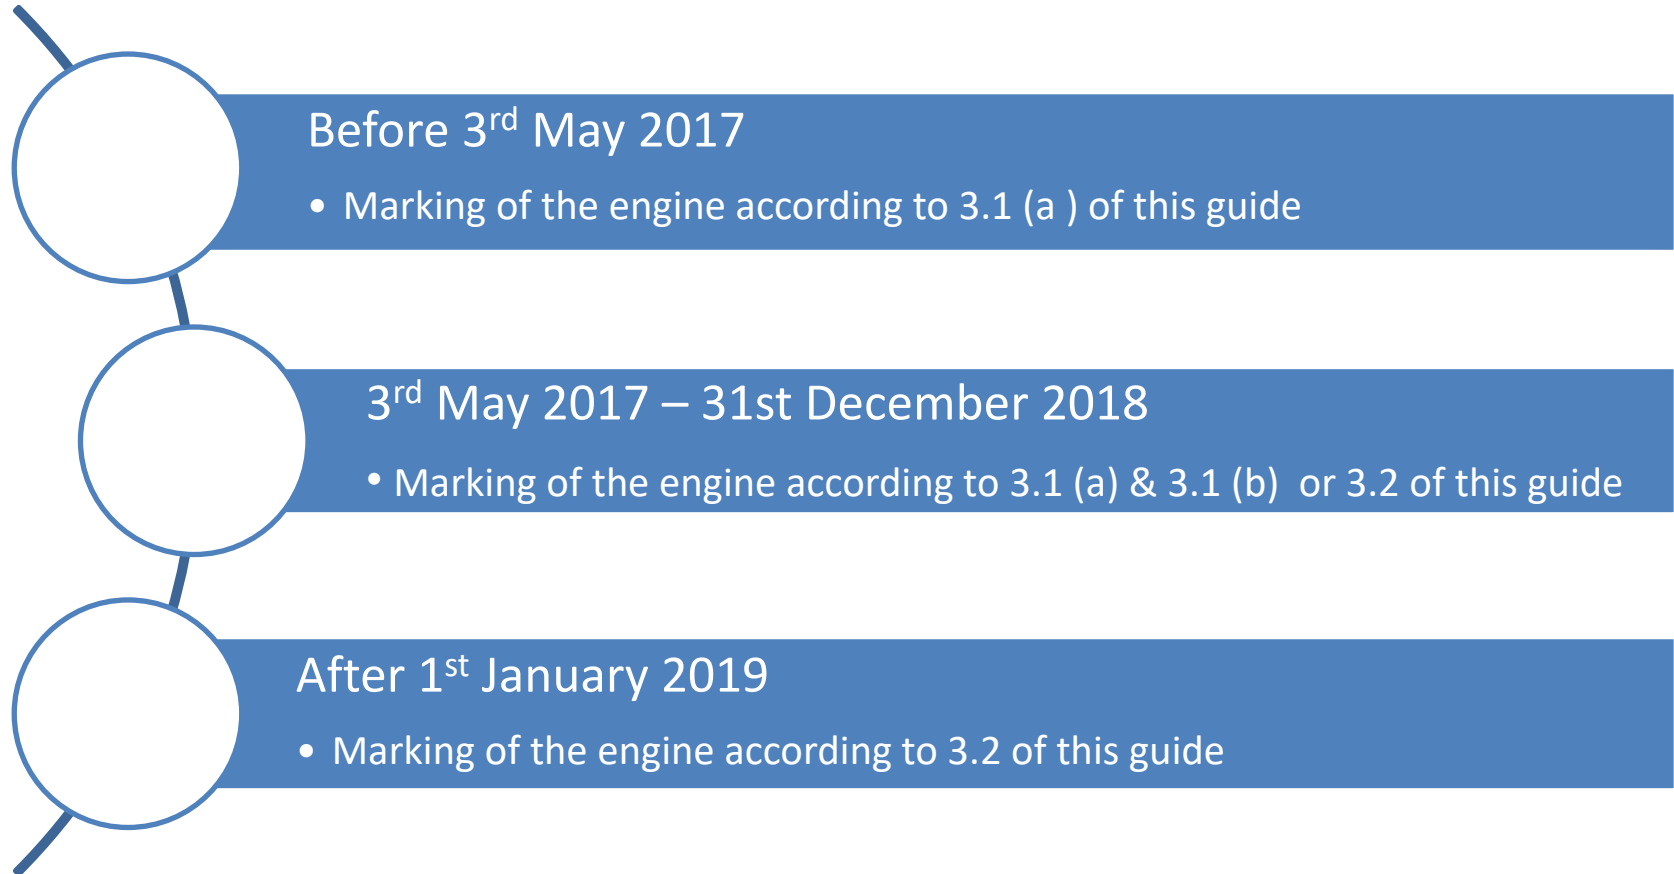 Before 3rd May 2017
• Marking of the engine according to 3.1 (a ) of this guide
3rd May 2017 – 31st December 2018
• Marking of the engine according to 3.1 (a) & 3.1 (b)  or 3.2 of this guide
After 1st January 2019
• Marking of the engine according to 3.2 of this guide